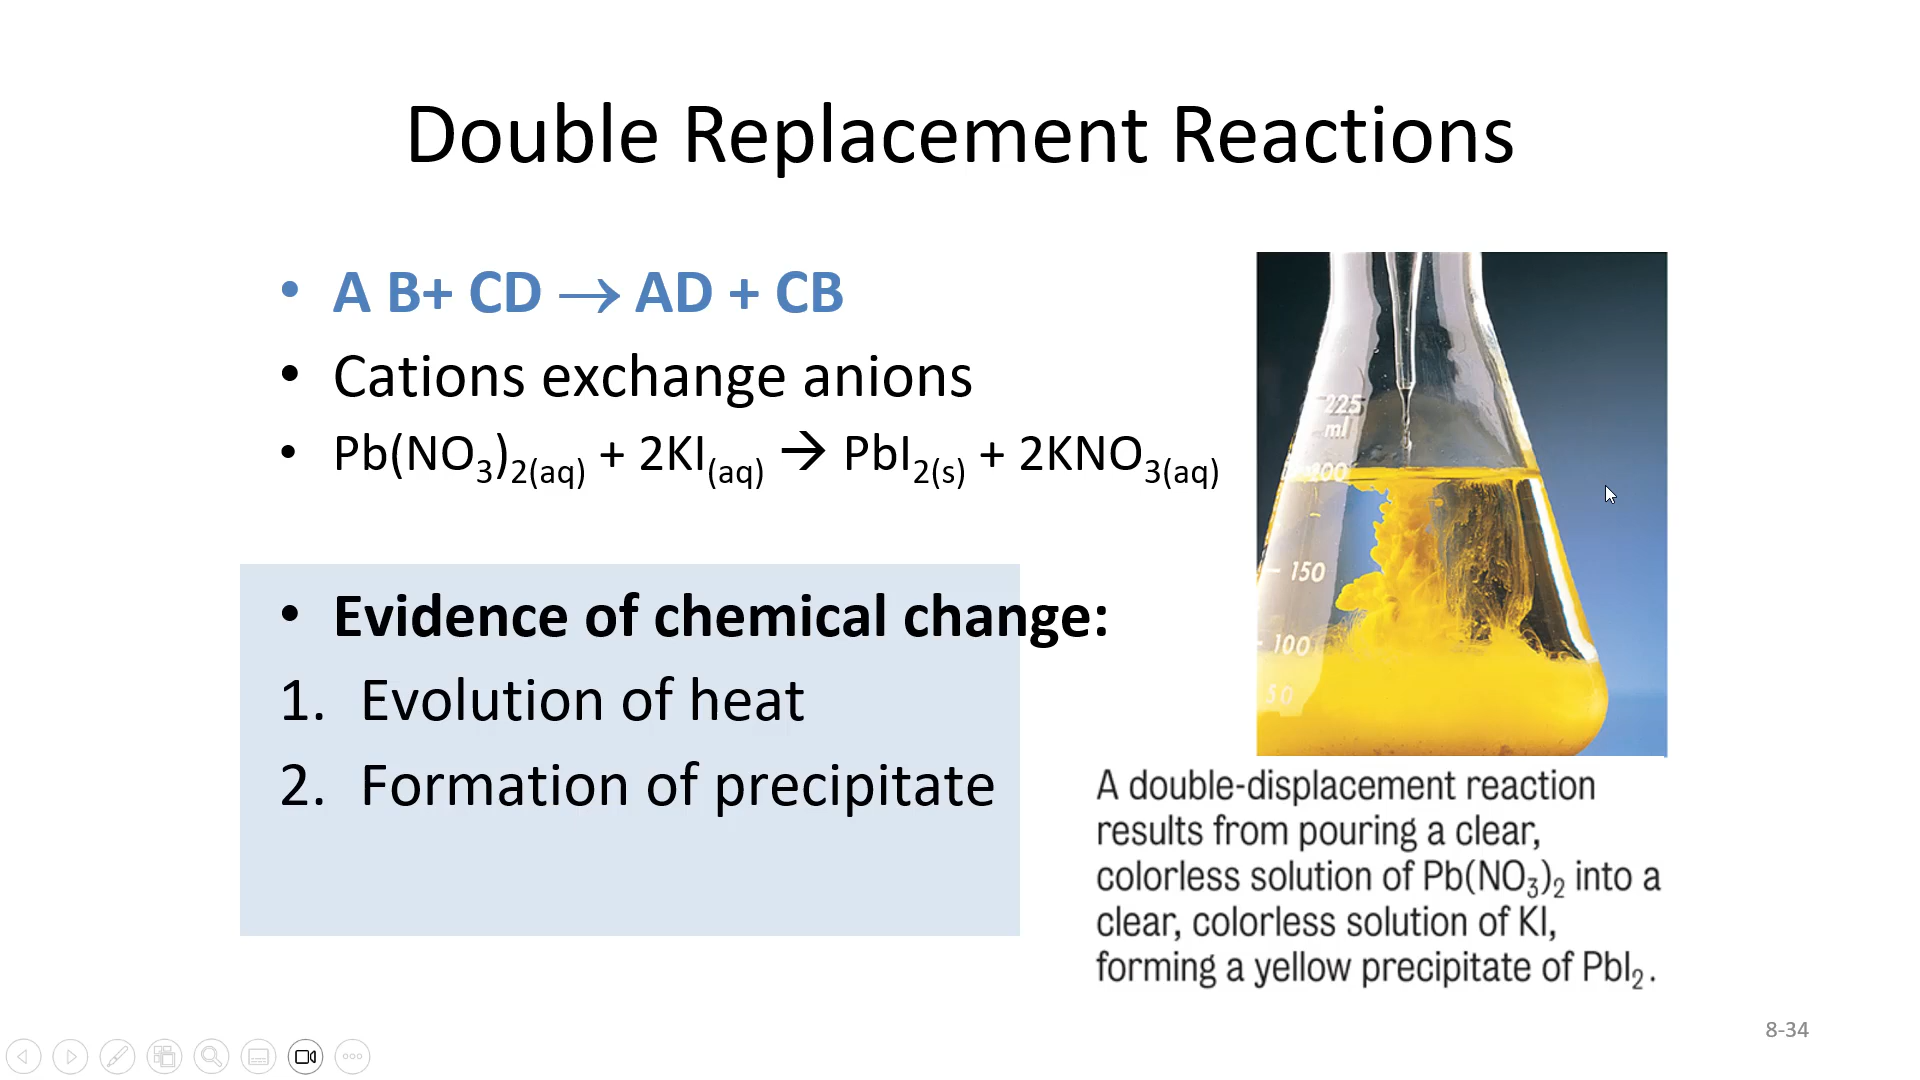 Double Replacement Reactions
• A B+ CD → AD + CB
• Cations exchange anions
• Pb(NO₃)₂(aq) + 2KI(aq) → PbI₂(s) + 2KNO₃(aq)
• Evidence of chemical change:
1. Evolution of heat
2. Formation of precipitate
225
ml
200
150
100
50
A double-displacement reaction
results from pouring a clear,
colorless solution of Pb(NO₃)₂ into a
clear, colorless solution of KI,
forming a yellow precipitate of PbI₂.
8-34